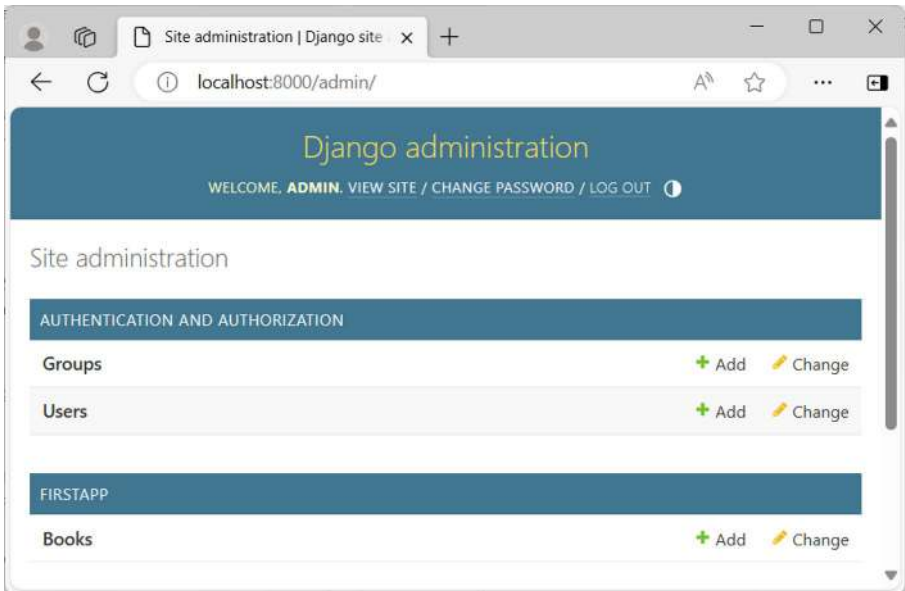 Site administration | Django site
localhost:8000/admin/
Django administration
WELCOME, ADMIN. VIEW SITE / CHANGE PASSWORD / LOG OUT
Site administration
AUTHENTICATION AND AUTHORIZATION
Groups + Add Change
Users + Add Change
FIRSTAPP
Books + Add Change